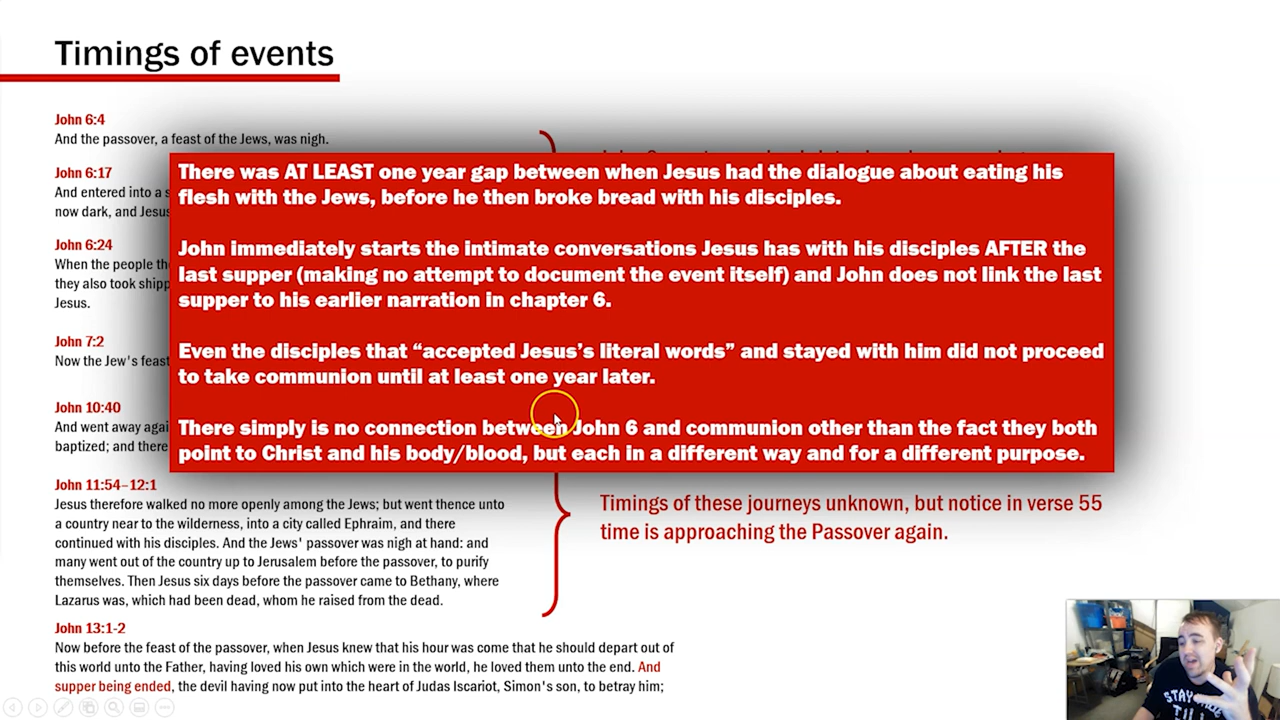 Timings of events
John 6:4
And the passover, a feast of the Jews, was nigh.
There was AT LEAST one year gap between when Jesus had the dialogue about eating his
flesh with the Jews, before he then broke bread with his disciples.
John immediately starts the intimate conversations Jesus has with his disciples AFTER the
last supper (making no attempt to document the event itself) and John does not link the last
supper to his earlier narration in chapter 6.
Even the disciples that “accepted Jesus’s literal words” and stayed with him did not proceed
to take communion until at least one year later.
There simply is no connection between John 6 and communion other than the fact they both
point to Christ and his body/blood, but each in a different way and for a different purpose.
John 6:17
And entered into a
now dark, and Jesus
John 6:24
When the people
they also took
Jesus.
John 7:2
Now the Jew's feast
John 10:40
And went away
baptized; and there
John 11:54–12:1
Jesus therefore walked no more openly among the Jews; but went thence unto
a country near to the wilderness, into a city called Ephraim, and there
continued with his disciples. And the Jews' passover was nigh at hand: and
many went out of the country up to Jerusalem before the passover, to purify
themselves. Then Jesus six days before the passover came to Bethany, where
Lazarus was, which had been dead, whom he raised from the dead.
Timings of these journeys unknown, but notice in verse 55
time is approaching the Passover again.
John 13:1-2
Now before the feast of the passover, when Jesus knew that his hour was come that he should depart out of
this world unto the Father, having loved his own which were in the world, he loved them unto the end. And
supper being ended, the devil having now put into the heart of Judas Iscariot, Simon's son, to betray him;